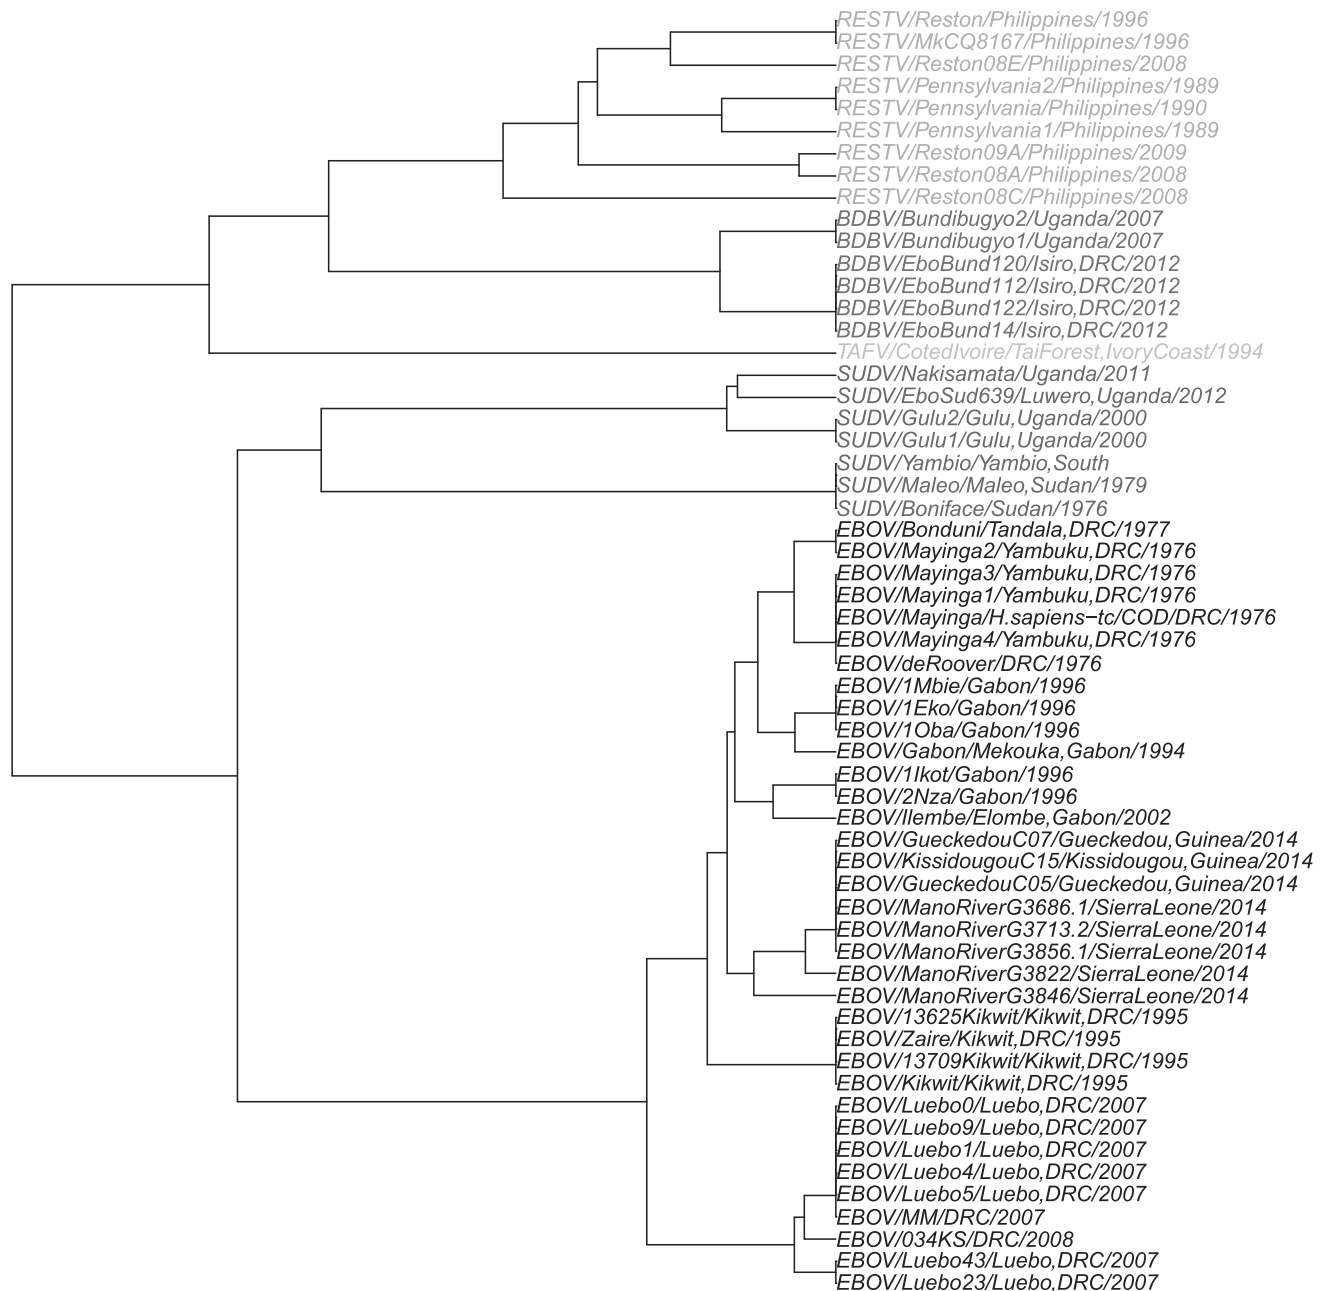 RESTV/Reston/Philippines/1996
RESTV/MkCQ8167/Philippines/1996
RESTV/Reston08E/Philippines/2008
RESTV/Pennsylvania2/Philippines/1989
RESTV/Pennsylvania/Philippines/1990
RESTV/Pennsylvania1/Philippines/1989
RESTV/Reston09A/Philippines/2009
RESTV/Reston08A/Philippines/2008
RESTV/Reston08C/Philippines/2008
BDBV/Bundibugyo2/Uganda/2007
BDBV/Bundibugyo1/Uganda/2007
BDBV/EboBund120/Isiro,DRC/2012
BDBV/EboBund112/Isiro,DRC/2012
BDBV/EboBund122/Isiro,DRC/2012
BDBV/EboBund14/Isiro,DRC/2012
TAFV/CotedIvoire/TaiForest,IvoryCoast/1994
SUDV/Nakisamata/Uganda/2011
SUDV/EboSud639/Luwero,Uganda/2012
SUDV/Gulu2/Gulu,Uganda/2000
SUDV/Gulu1/Gulu,Uganda/2000
SUDV/Yambio/Yambio,South
SUDV/Maleo/Maleo,Sudan/1979
SUDV/Boniface/Sudan/1976
EBOV/Bonduni/Tandala,DRC/1977
EBOV/Mayinga2/Yambuku,DRC/1976
EBOV/Mayinga3/Yambuku,DRC/1976
EBOV/Mayinga1/Yambuku,DRC/1976
EBOV/Mayinga/H.sapiens−tc/COD/DRC/1976
EBOV/Mayinga4/Yambuku,DRC/1976
EBOV/deRoover/DRC/1976
EBOV/1Mbie/Gabon/1996
EBOV/1Eko/Gabon/1996
EBOV/1Oba/Gabon/1996
EBOV/Gabon/Mekouka,Gabon/1994
EBOV/1Ikot/Gabon/1996
EBOV/2Nza/Gabon/1996
EBOV/Ilembe/Elombe,Gabon/2002
EBOV/GueckedouC07/Gueckedou,Guinea/2014
EBOV/KissidougouC15/Kissidougou,Guinea/2014
EBOV/GueckedouC05/Gueckedou,Guinea/2014
EBOV/ManoRiverG3686.1/SierraLeone/2014
EBOV/ManoRiverG3713.2/SierraLeone/2014
EBOV/ManoRiverG3856.1/SierraLeone/2014
EBOV/ManoRiverG3822/SierraLeone/2014
EBOV/ManoRiverG3846/SierraLeone/2014
EBOV/13625Kikwit/Kikwit,DRC/1995
EBOV/Zaire/Kikwit,DRC/1995
EBOV/13709Kikwit/Kikwit,DRC/1995
EBOV/Kikwit/Kikwit,DRC/1995
EBOV/Luebo0/Luebo,DRC/2007
EBOV/Luebo9/Luebo,DRC/2007
EBOV/Luebo1/Luebo,DRC/2007
EBOV/Luebo4/Luebo,DRC/2007
EBOV/Luebo5/Luebo,DRC/2007
EBOV/MM/DRC/2007
EBOV/034KS/DRC/2008
EBOV/Luebo43/Luebo,DRC/2007
EBOV/Luebo23/Luebo,DRC/2007